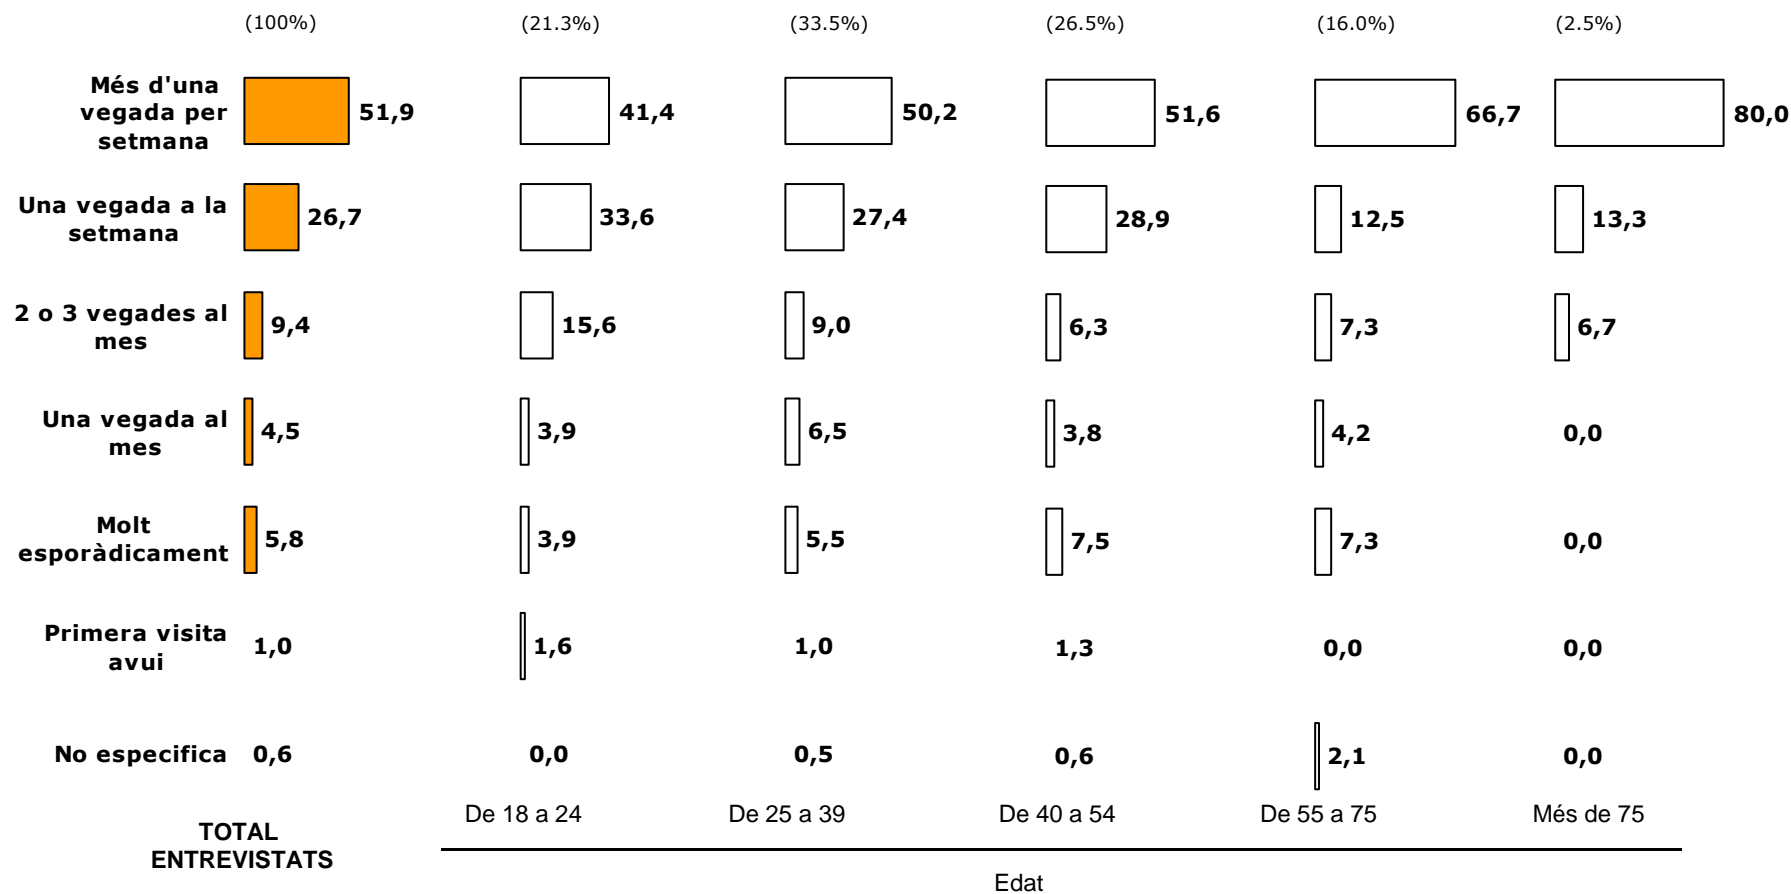 (100%) (21.3%) (33.5%) (26.5%) (16.0%) (2.5%)
Més d'una
vegada per
setmana
51,9 41,4 50,2 51,6 66,7 80,0
Una vegada a la
setmana
26,7 33,6 27,4 28,9 12,5 13,3
2 o 3 vegades al
mes
9,4 15,6 9,0 6,3 7,3 6,7
Una vegada al
mes
4,5 3,9 6,5 3,8 4,2 0,0
Molt
esporàdicament
5,8 3,9 5,5 7,5 7,3 0,0
Primera visita
avui
1,0 1,6 1,0 1,3 0,0 0,0
No especifica 0,6 0,0 0,5 0,6 2,1 0,0
TOTAL
ENTREVISTATS
De 18 a 24 De 25 a 39 De 40 a 54 De 55 a 75 Més de 75
Edat